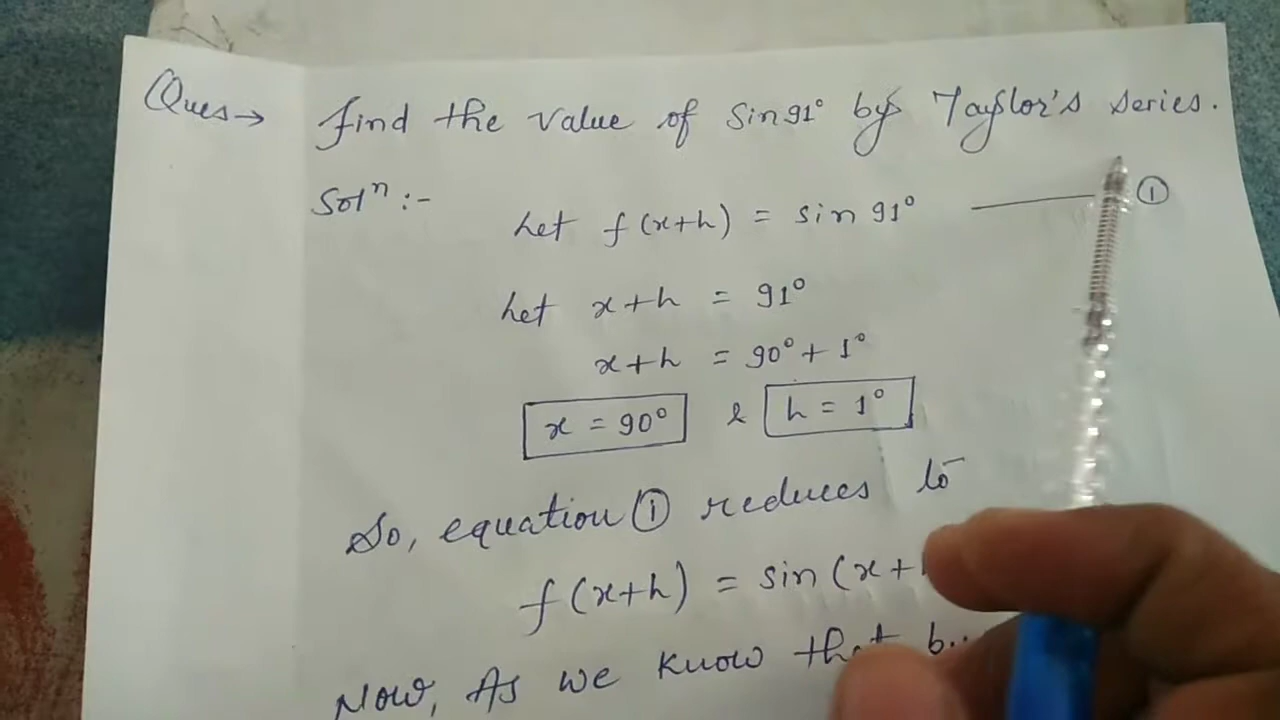 Ques → find the value of sin 91° by Taylor's series.
Solⁿ :-
Let f(x+h) = sin 91° ——— ①
Let x+h = 91°
x+h = 90° + 1°
x = 90° & h = 1°
So, equation ① reduces to
f(x+h) = sin (x+
Now, As we know that